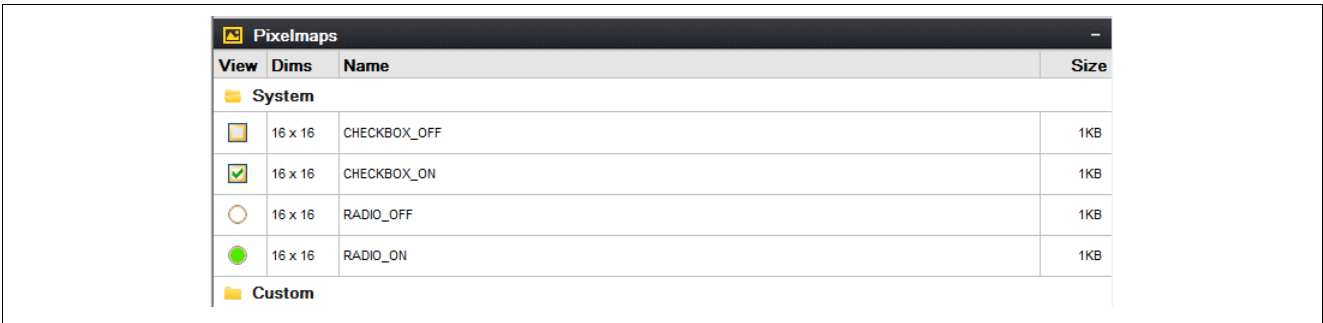 Pixelmaps
View Dims Name Size
System
16 x 16 CHECKBOX_OFF 1KB
16 x 16 CHECKBOX_ON 1KB
16 x 16 RADIO_OFF 1KB
16 x 16 RADIO_ON 1KB
Custom